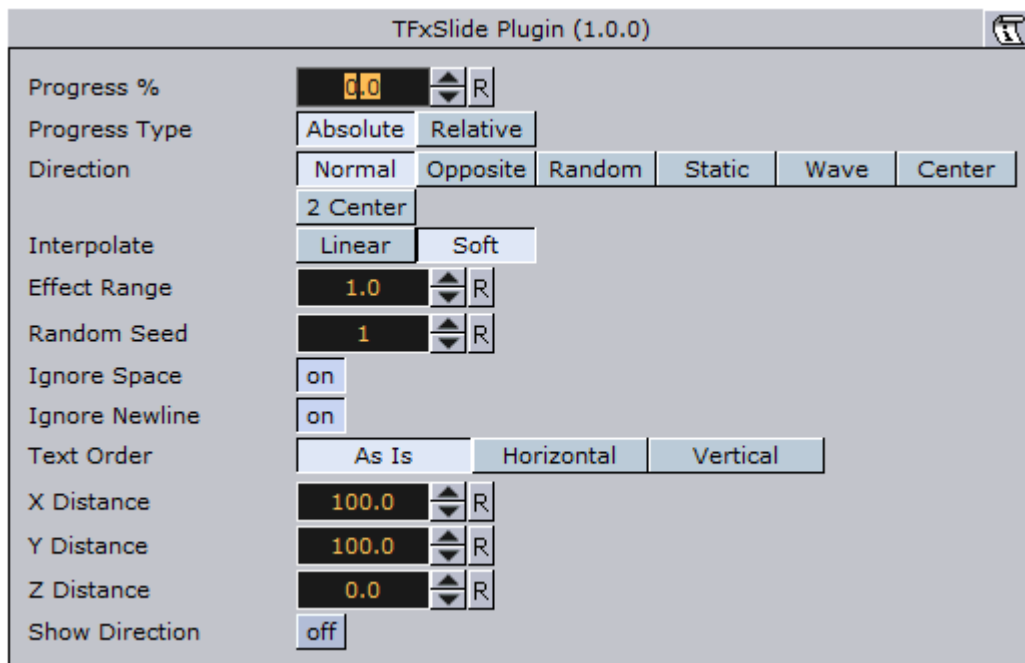 TFxSlide Plugin (1.0.0)
Progress % 0.0 R
Progress Type Absolute Relative
Direction Normal Opposite Random Static Wave Center
2 Center
Interpolate Linear Soft
Effect Range 1.0 R
Random Seed 1 R
Ignore Space on
Ignore Newline on
Text Order As Is Horizontal Vertical
X Distance 100.0 R
Y Distance 100.0 R
Z Distance 0.0 R
Show Direction off